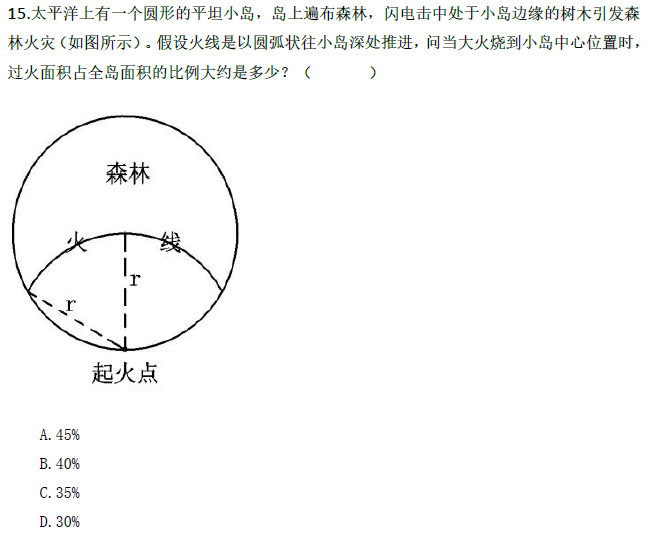 15.太平洋上有一个圆形的平坦小岛，岛上遍布森林，闪电击中处于小岛边缘的树木引发森
林火灾（如图所示）。假设火线是以圆弧状往小岛深处推进，问当大火烧到小岛中心位置时，
过火面积占全岛面积的比例大约是多少？（ ）
森林
火 线
r
r
起火点
A.45%
B.40%
C.35%
D.30%